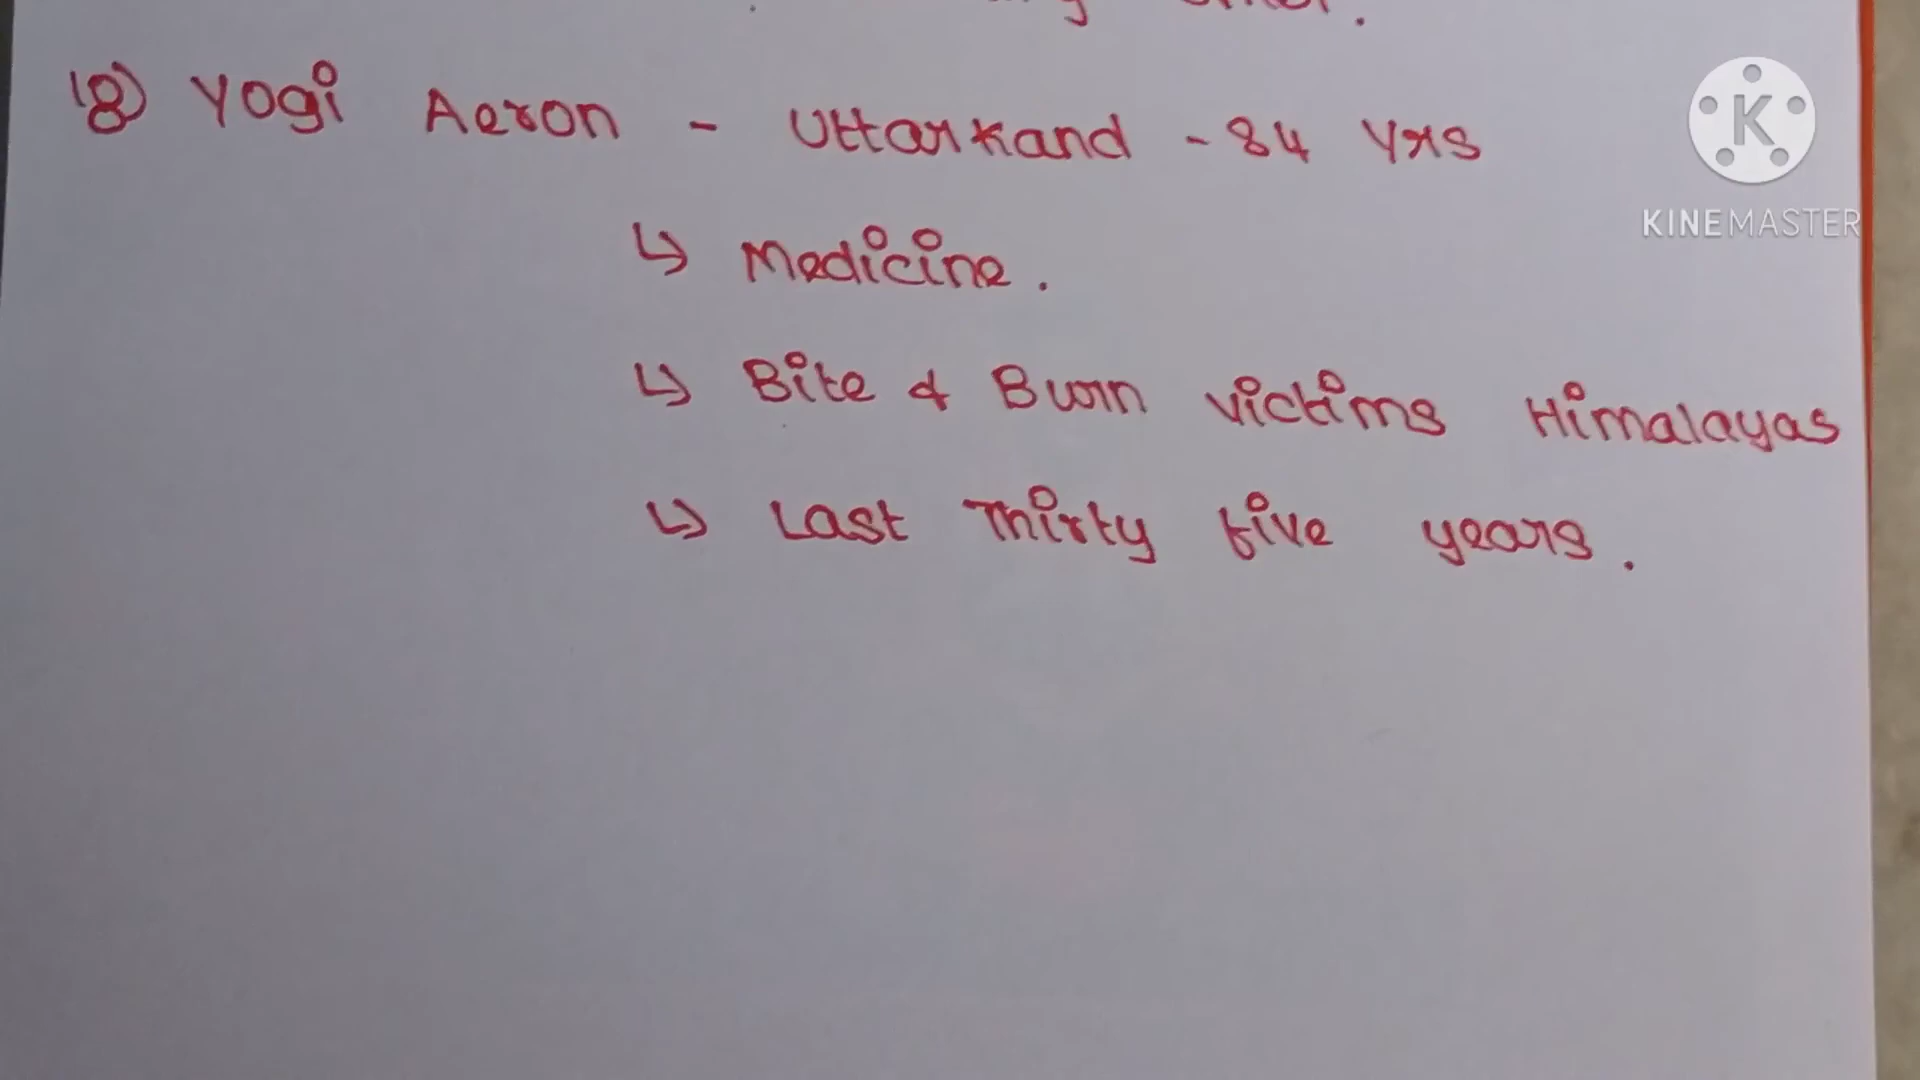 18) Yogi Aeron - Uttarkand - 84 Yrs
↳ Medicine.
↳ Bite & Burn victims Himalayas
↳ Last Thirty five years.
K
KINEMASTER